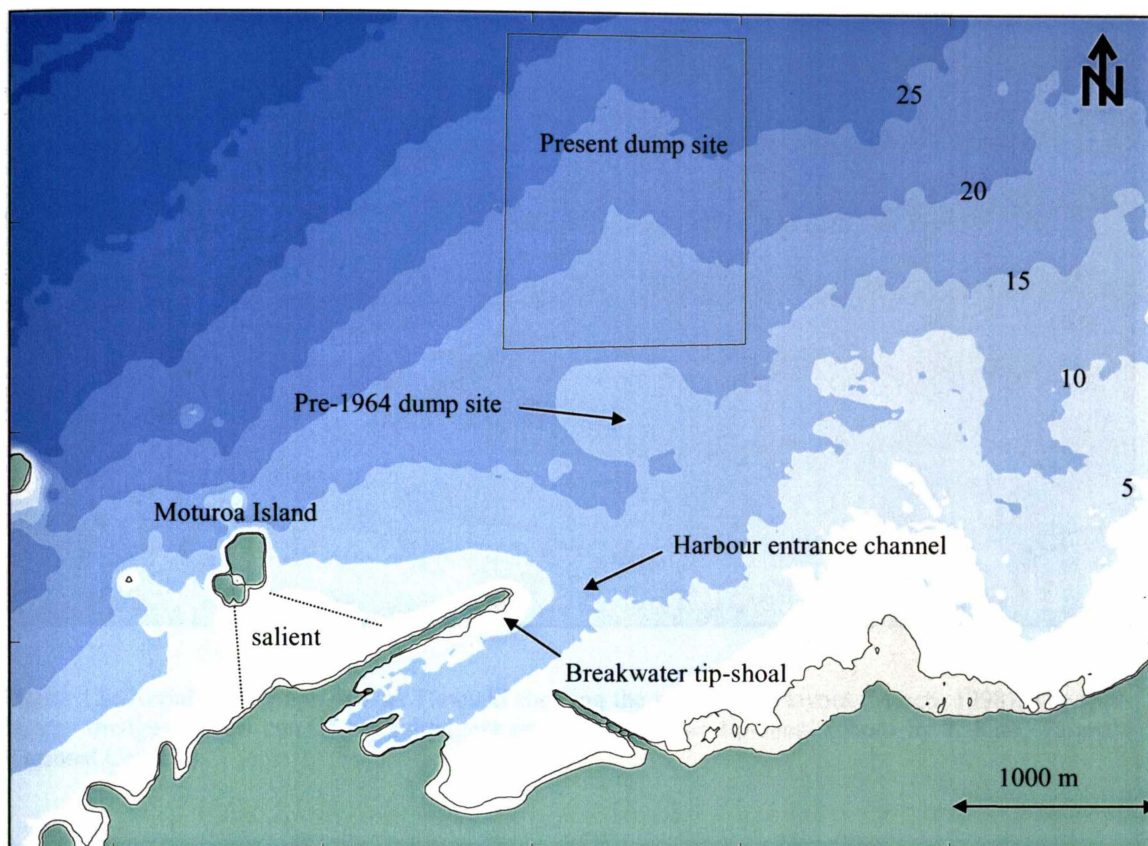 N
25
Present dump site
20
15
10
Pre-1964 dump site
5
Moturoa Island
Harbour entrance channel
salient
Breakwater tip-shoal
1000 m